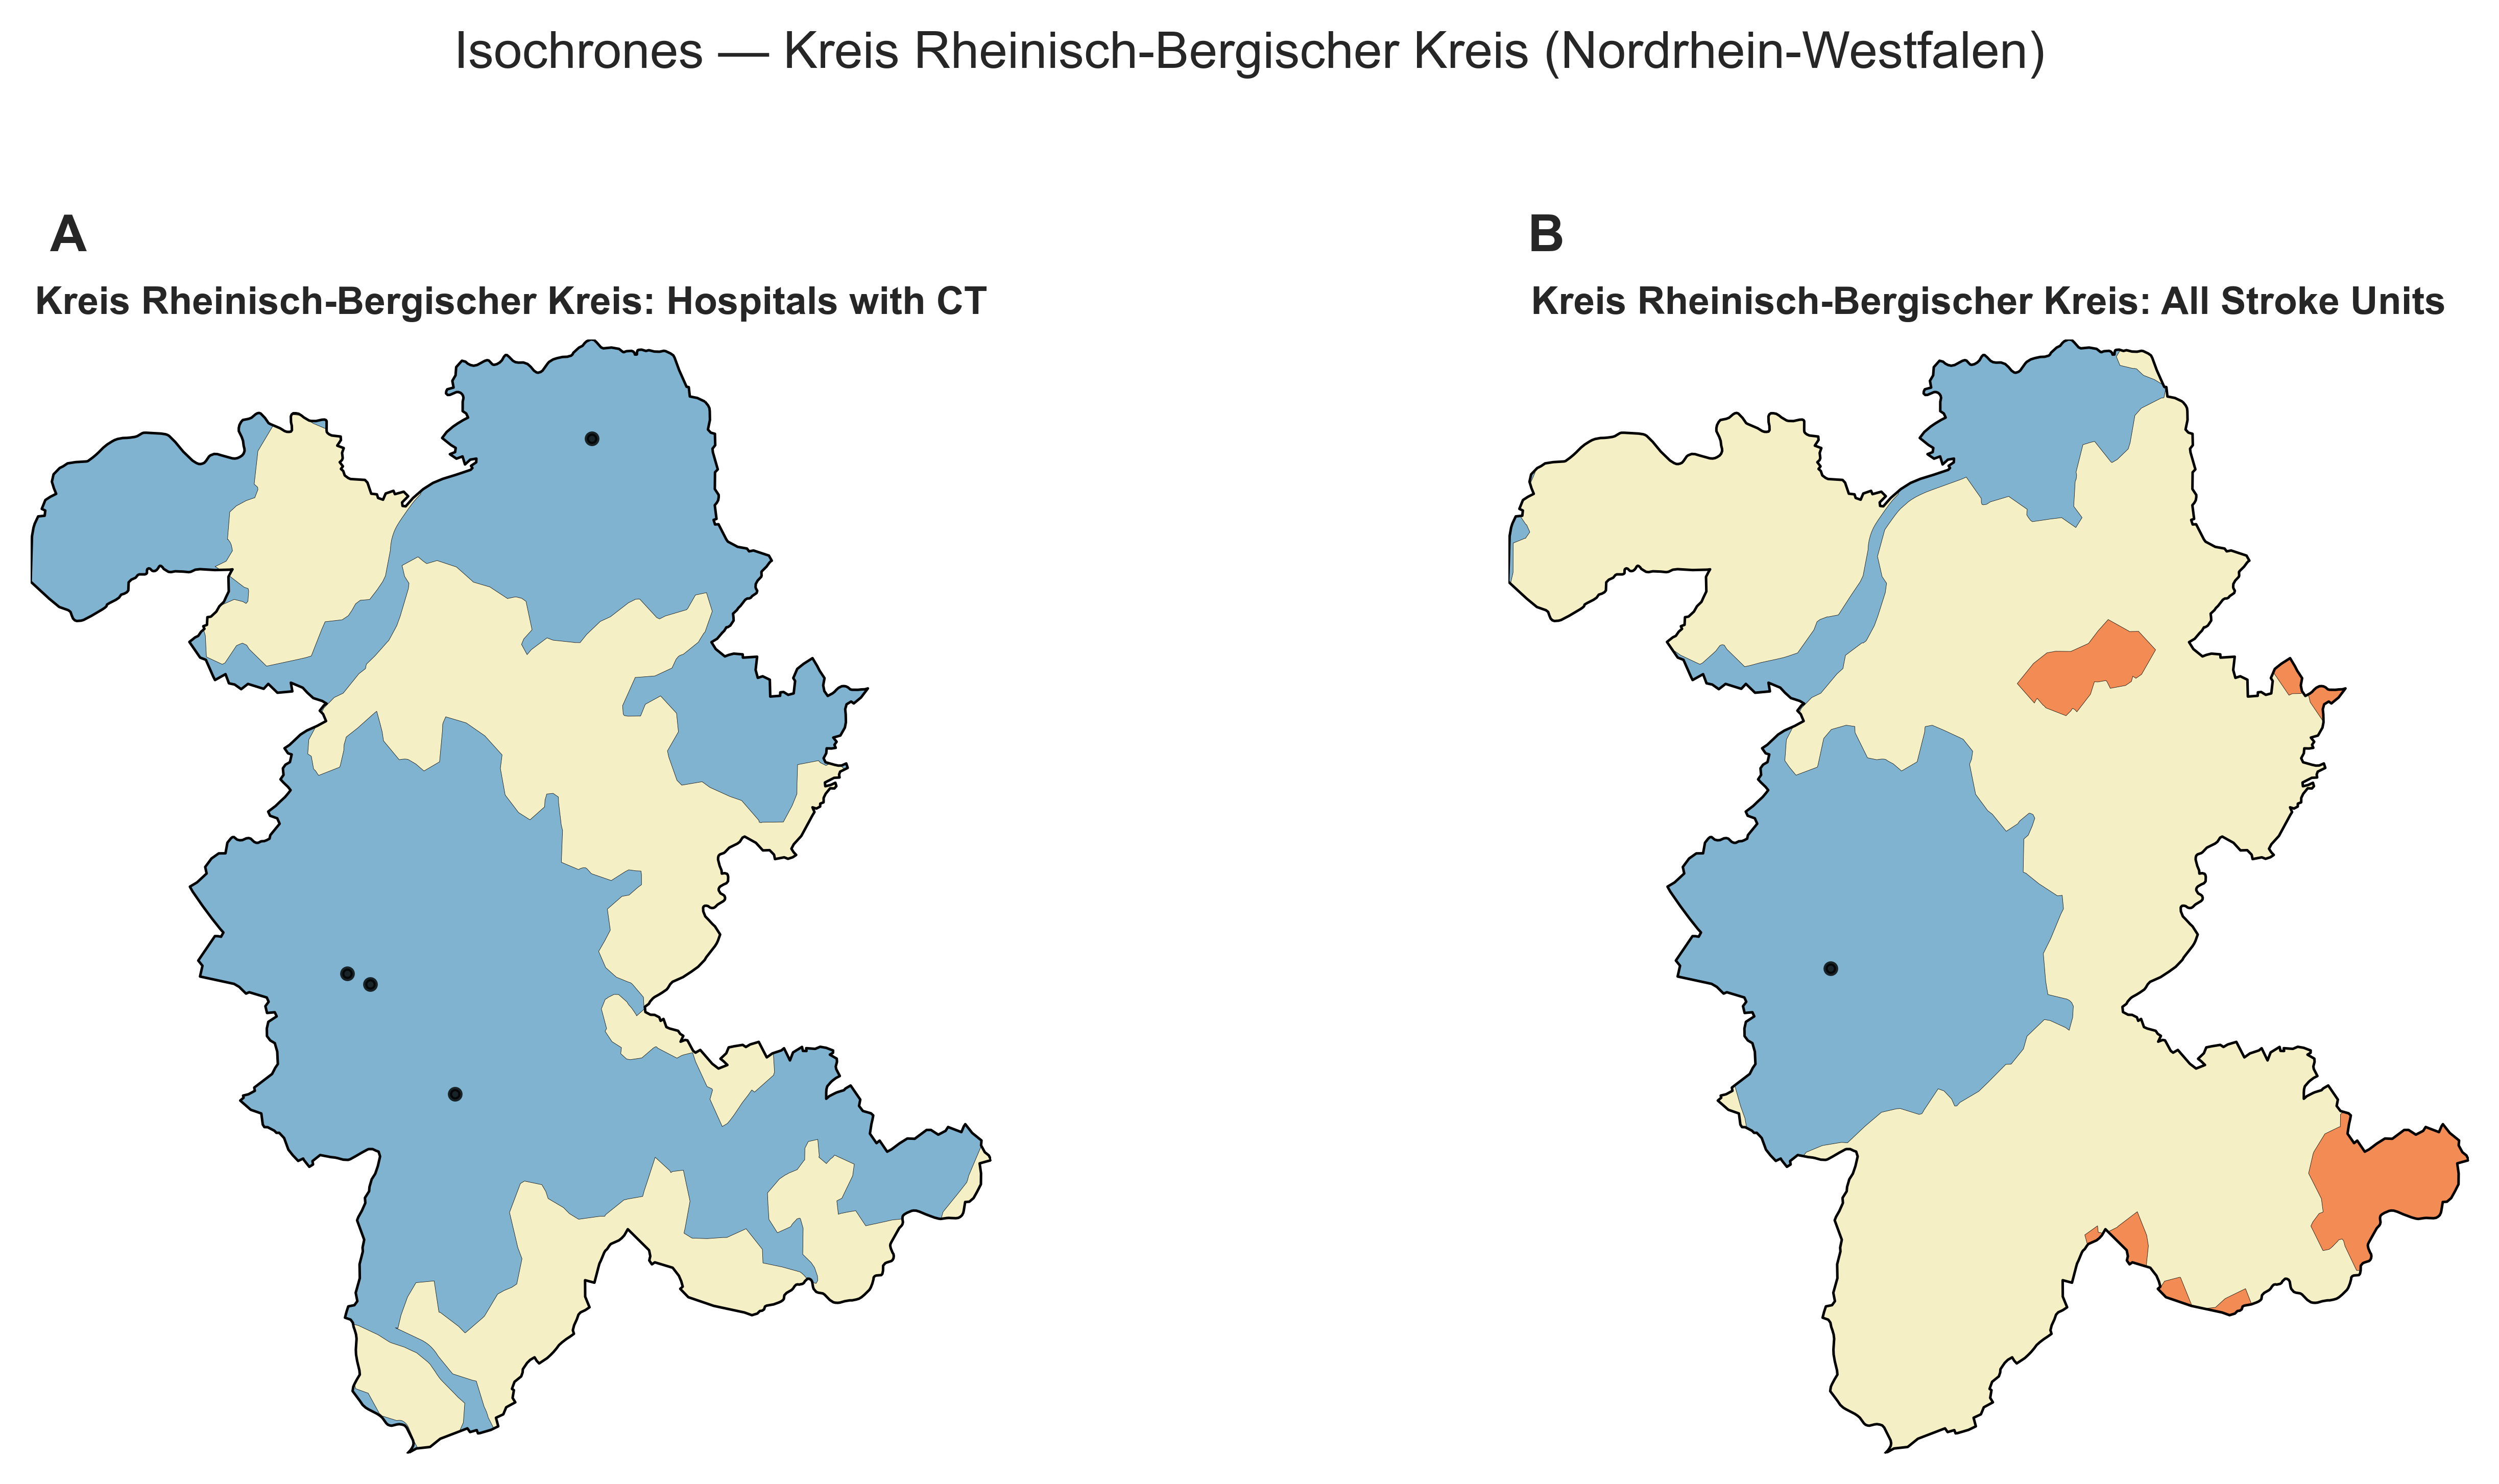 Isochrones — Kreis Rheinisch-Bergischer Kreis (Nordrhein-Westfalen)
A
Kreis Rheinisch-Bergischer Kreis: Hospitals with CT
B
Kreis Rheinisch-Bergischer Kreis: All Stroke Units